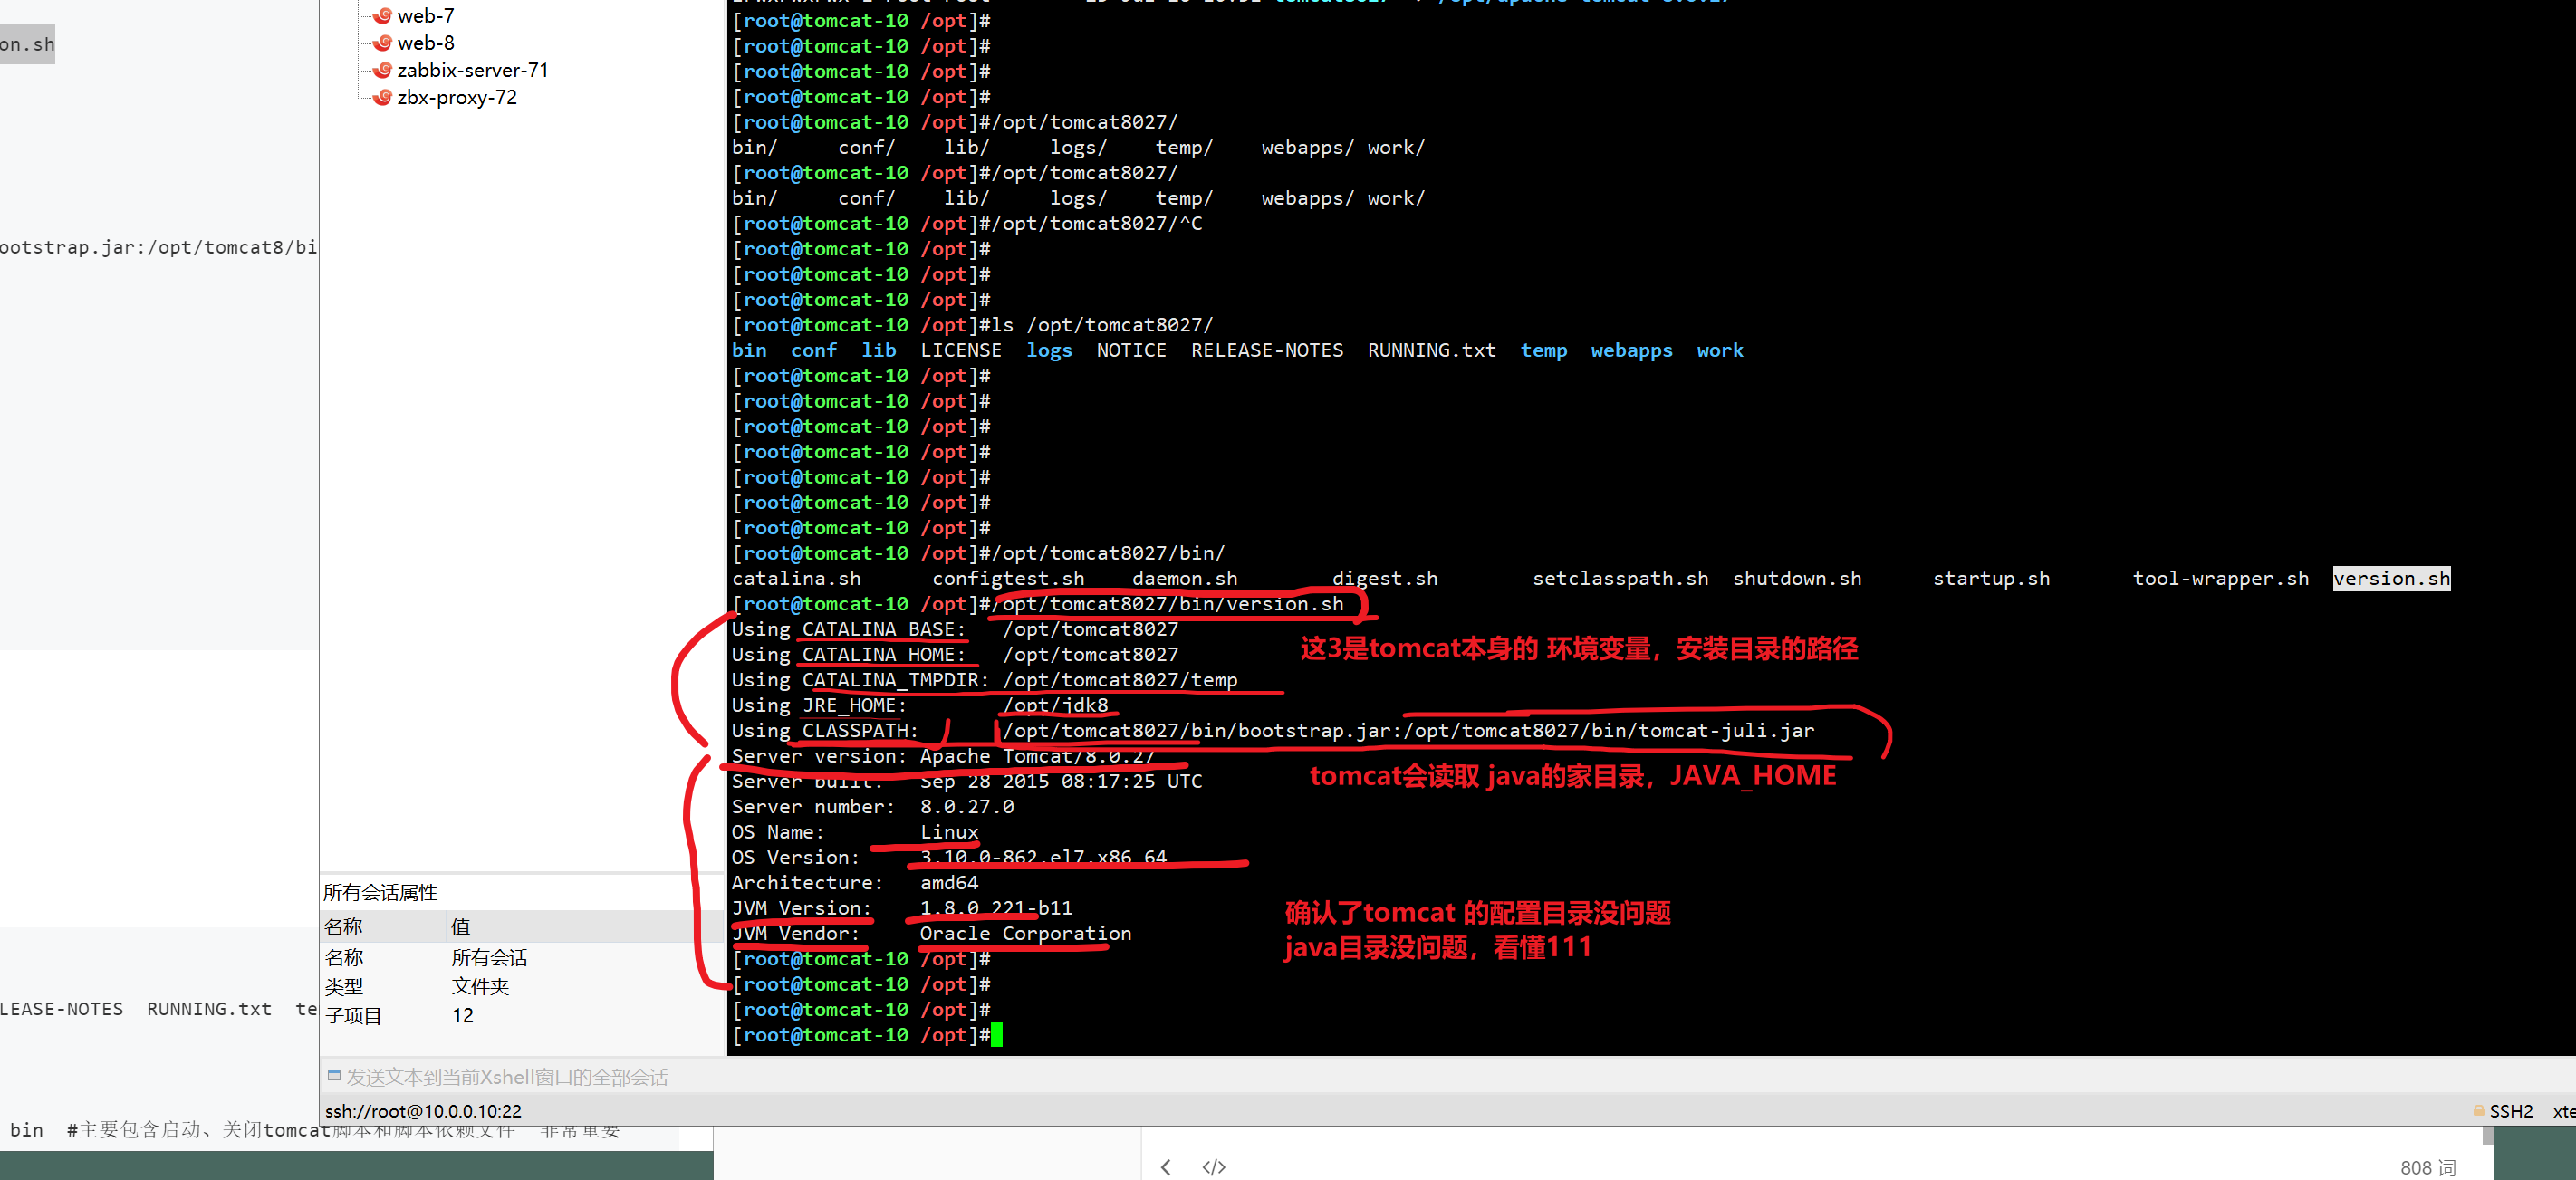 on.sh
ootstrap.jar:/opt/tomcat8/bi
LEASE-NOTES  RUNNING.txt  te
bin  #主要包含启动、关闭tomcat脚本和脚本依赖文件  非常重要
web-7
web-8
zabbix-server-71
zbx-proxy-72
所有会话属性
名称 值
名称 所有会话
类型 文件夹
子项目 12
[root@tomcat-10 /opt]#
[root@tomcat-10 /opt]#
[root@tomcat-10 /opt]#
[root@tomcat-10 /opt]#
[root@tomcat-10 /opt]#/opt/tomcat8027/
bin/     conf/    lib/     logs/    temp/    webapps/ work/
[root@tomcat-10 /opt]#/opt/tomcat8027/
bin/     conf/    lib/     logs/    temp/    webapps/ work/
[root@tomcat-10 /opt]#/opt/tomcat8027/^C
[root@tomcat-10 /opt]#
[root@tomcat-10 /opt]#
[root@tomcat-10 /opt]#
[root@tomcat-10 /opt]#ls /opt/tomcat8027/
bin  conf  lib  LICENSE  logs  NOTICE  RELEASE-NOTES  RUNNING.txt  temp  webapps  work
[root@tomcat-10 /opt]#
[root@tomcat-10 /opt]#
[root@tomcat-10 /opt]#
[root@tomcat-10 /opt]#
[root@tomcat-10 /opt]#
[root@tomcat-10 /opt]#
[root@tomcat-10 /opt]#
[root@tomcat-10 /opt]#/opt/tomcat8027/bin/
catalina.sh      configtest.sh    daemon.sh        digest.sh        setclasspath.sh  shutdown.sh      startup.sh       tool-wrapper.sh  version.sh
[root@tomcat-10 /opt]#/opt/tomcat8027/bin/version.sh
Using CATALINA_BASE:   /opt/tomcat8027
Using CATALINA_HOME:   /opt/tomcat8027
这3是tomcat本身的 环境变量，安装目录的路径
Using CATALINA_TMPDIR: /opt/tomcat8027/temp
Using JRE_HOME:        /opt/jdk8
Using CLASSPATH:       /opt/tomcat8027/bin/bootstrap.jar:/opt/tomcat8027/bin/tomcat-juli.jar
Server version: Apache Tomcat/8.0.27
tomcat会读取 java的家目录，JAVA_HOME
Server built:   Sep 28 2015 08:17:25 UTC
Server number:  8.0.27.0
OS Name:        Linux
OS Version:     3.10.0-862.el7.x86_64
Architecture:   amd64
JVM Version:    1.8.0_221-b11
确认了tomcat 的配置目录没问题
JVM Vendor:     Oracle Corporation
java目录没问题，看懂111
[root@tomcat-10 /opt]#
[root@tomcat-10 /opt]#
[root@tomcat-10 /opt]#
[root@tomcat-10 /opt]#
发送文本到当前Xshell窗口的全部会话
ssh://root@10.0.0.10:22
SSH2 xte
808 词